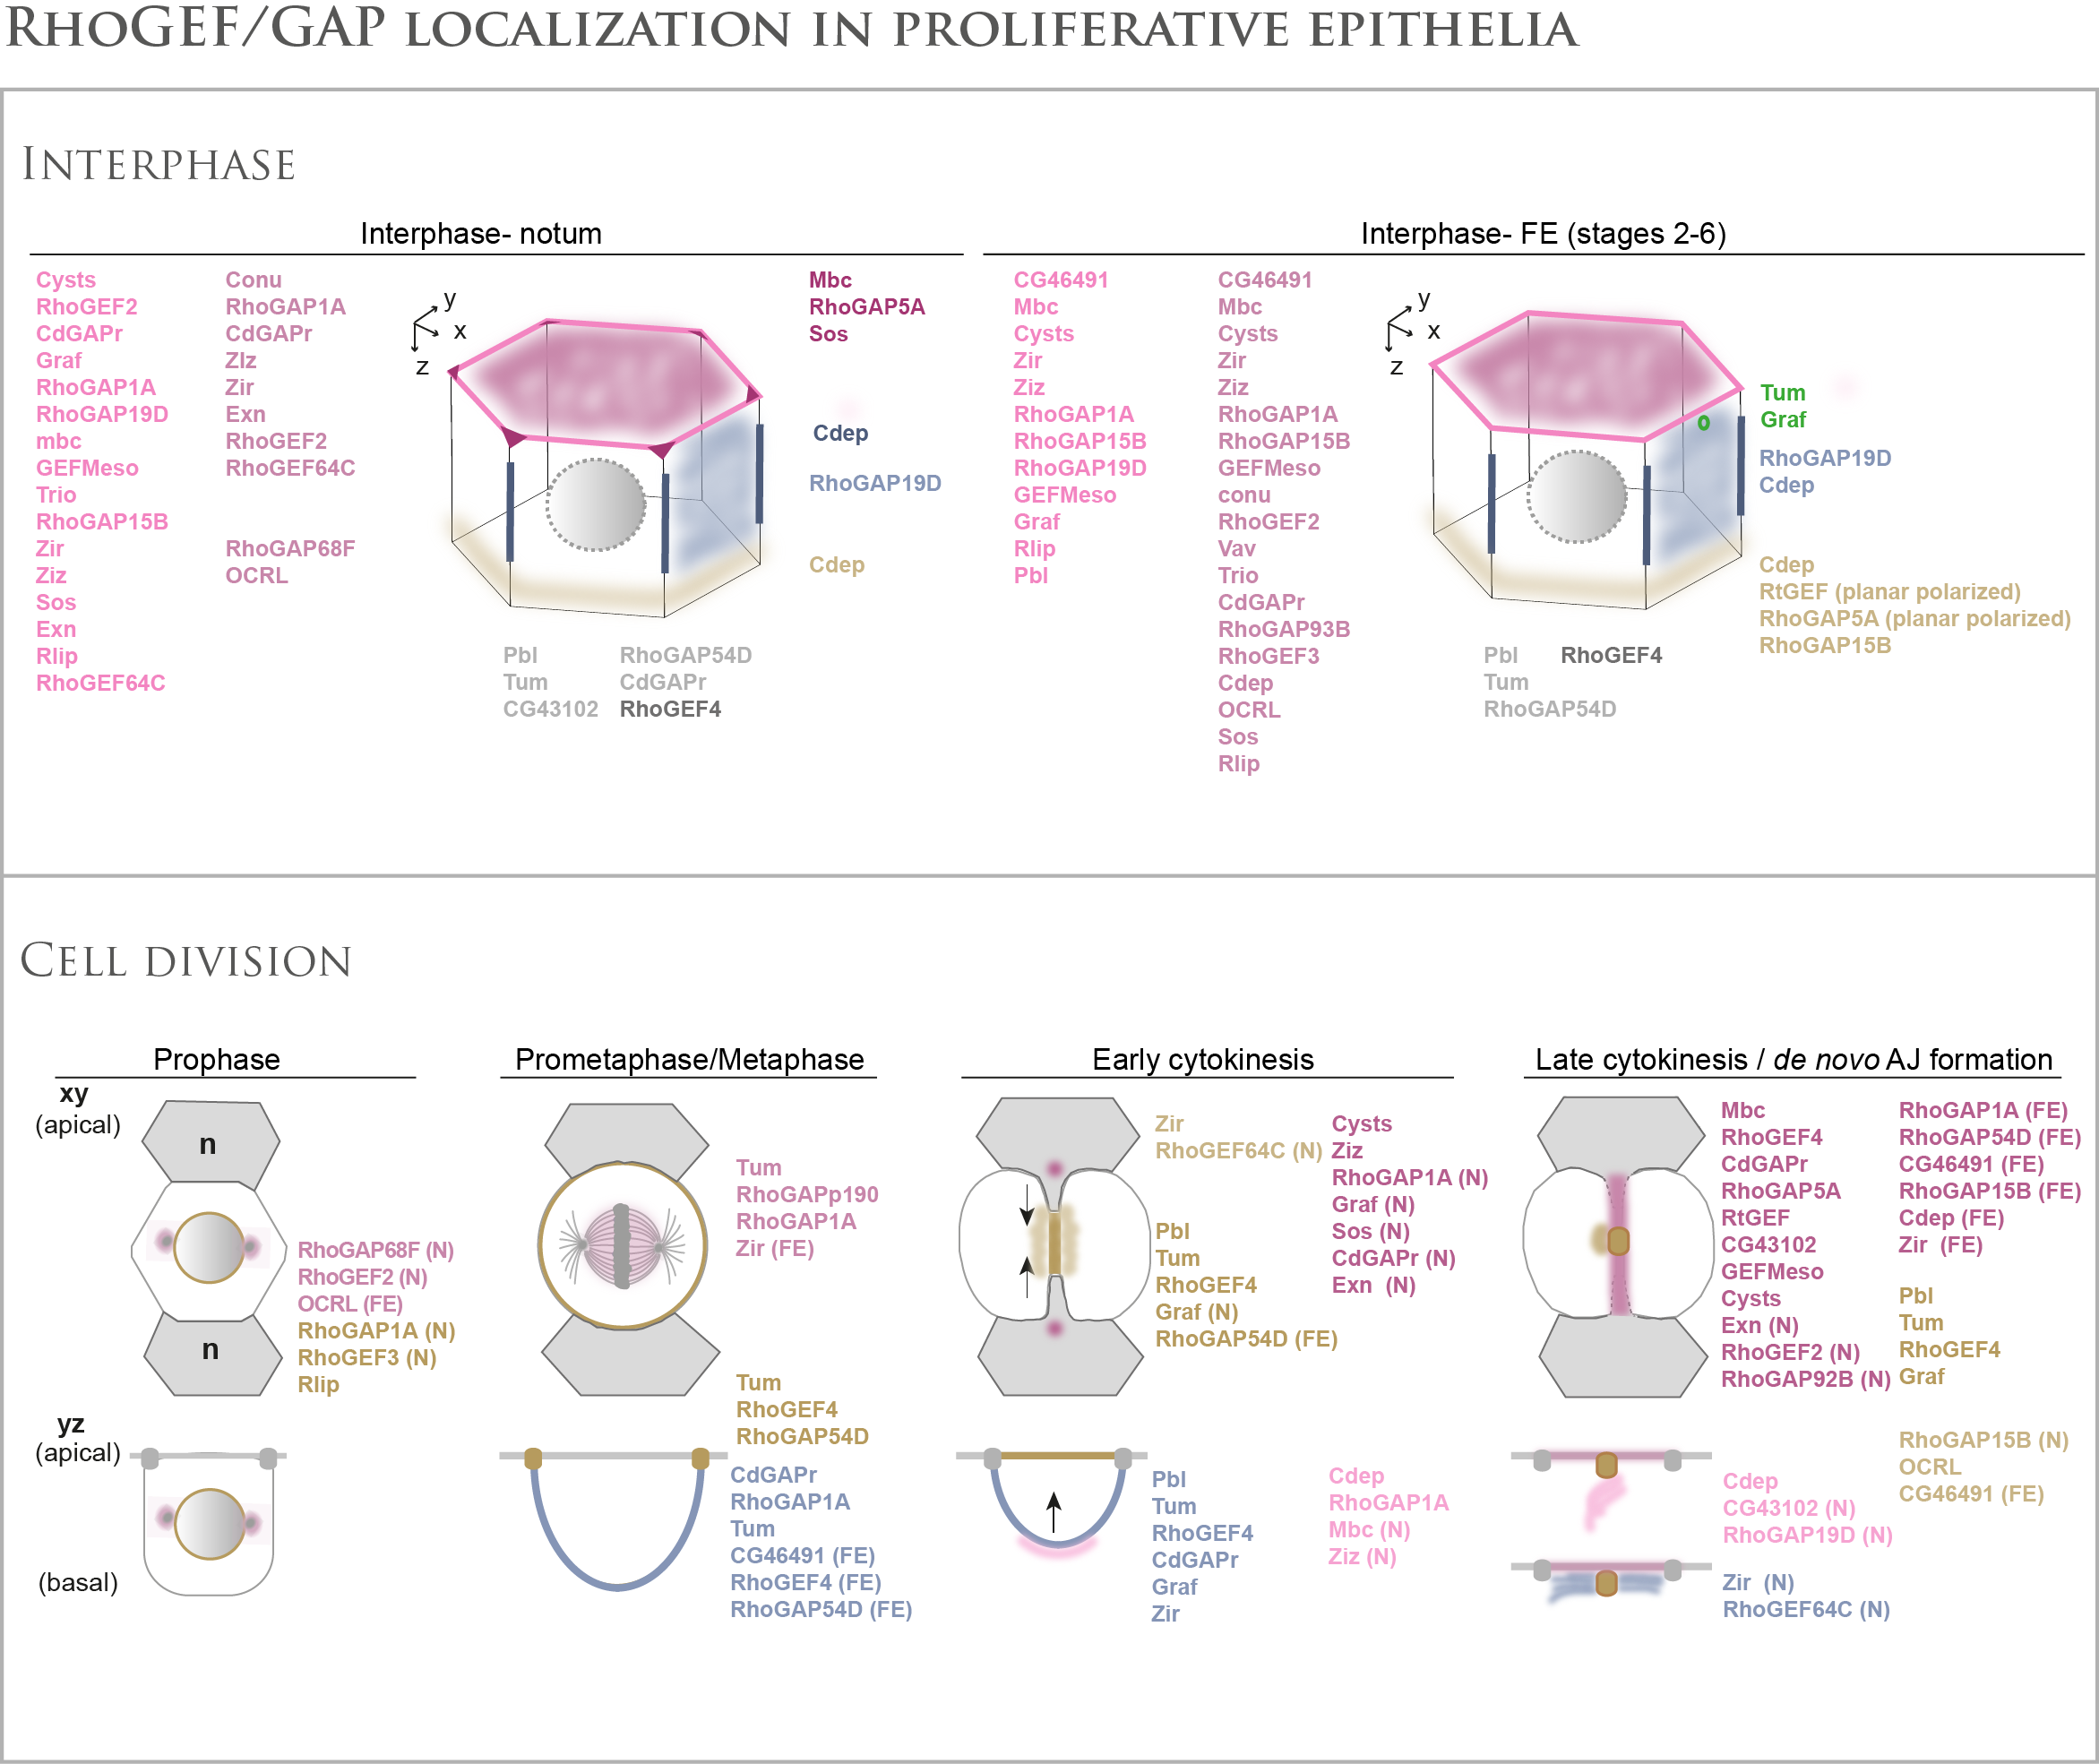 RhoGEF/GAP localization in proliferative epithelia
Interphase
Interphase- notum
Cysts
RhoGEF2
CdGAPr
Graf
RhoGAP1A
RhoGAP19D
mbc
GEFMeso
Trio
RhoGAP15B
Zir
Ziz
Sos
Exn
Rlip
RhoGEF64C
Conu
RhoGAP1A
CdGAPr
ZIz
Zir
Exn
RhoGEF2
RhoGEF64C
RhoGAP68F
OCRL
y
x
z
Mbc
RhoGAP5A
Sos
Cdep
RhoGAP19D
Cdep
Pbl
Tum
CG43102
RhoGAP54D
CdGAPr
RhoGEF4
Interphase- FE (stages 2-6)
CG46491
Mbc
Cysts
Zir
Ziz
RhoGAP1A
RhoGAP15B
RhoGAP19D
GEFMeso
Graf
Rlip
Pbl
CG46491
Mbc
Cysts
Zir
Ziz
RhoGAP1A
RhoGAP15B
GEFMeso
conu
RhoGEF2
Vav
Trio
CdGAPr
RhoGAP93B
RhoGEF3
Cdep
OCRL
Sos
Rlip
y
x
z
Tum
Graf
RhoGAP19D
Cdep
Cdep
RtGEF (planar polarized)
RhoGAP5A (planar polarized)
RhoGAP15B
Pbl
Tum
RhoGAP54D
RhoGEF4
Cell division
Prophase
xy
(apical)
n
n
RhoGAP68F (N)
RhoGEF2 (N)
OCRL (FE)
RhoGAP1A (N)
RhoGEF3 (N)
Rlip
yz
(apical)
(basal)
Prometaphase/Metaphase
Tum
RhoGAPp190
RhoGAP1A
Zir (FE)
Tum
RhoGEF4
RhoGAP54D
CdGAPr
RhoGAP1A
Tum
CG46491 (FE)
RhoGEF4 (FE)
RhoGAP54D (FE)
Early cytokinesis
Zir
RhoGEF64C (N)
Pbl
Tum
RhoGEF4
Graf (N)
RhoGAP54D (FE)
Cysts
Ziz
RhoGAP1A (N)
Graf (N)
Sos (N)
CdGAPr (N)
Exn (N)
Pbl
Tum
RhoGEF4
CdGAPr
Graf
Zir
Cdep
RhoGAP1A
Mbc (N)
Ziz (N)
Late cytokinesis / de novo AJ formation
Mbc
RhoGEF4
CdGAPr
RhoGAP5A
RtGEF
CG43102
GEFMeso
Cysts
Exn (N)
RhoGEF2 (N)
RhoGAP92B (N)
RhoGAP1A (FE)
RhoGAP54D (FE)
CG46491 (FE)
RhoGAP15B (FE)
Cdep (FE)
Zir (FE)
Pbl
Tum
RhoGEF4
Graf
RhoGAP15B (N)
OCRL
CG46491 (FE)
Cdep
CG43102 (N)
RhoGAP19D (N)
Zir (N)
RhoGEF64C (N)